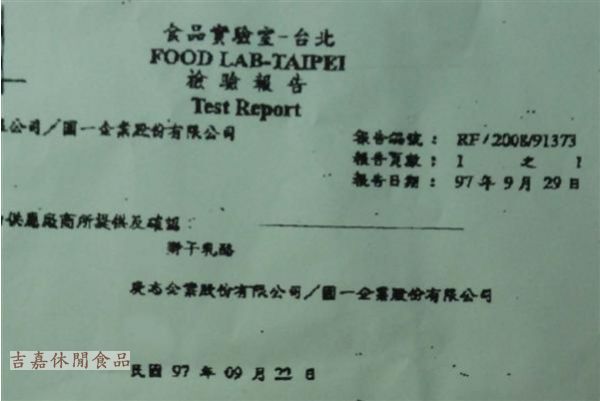 食品實驗室-台北
FOOD LAB-TAIPEI
檢驗報告
Test Report
公司/圓一企業股份有限公司
報告編號： RF/2008/91373
報告頁數： 1 之 1
報告日期： 97 年 9 月 29 日
供應廠商所提供及確認：
乳酪
企業股份有限公司/圓一企業股份有限公司
吉嘉休閒食品
民國 97 年 09 月 22 日